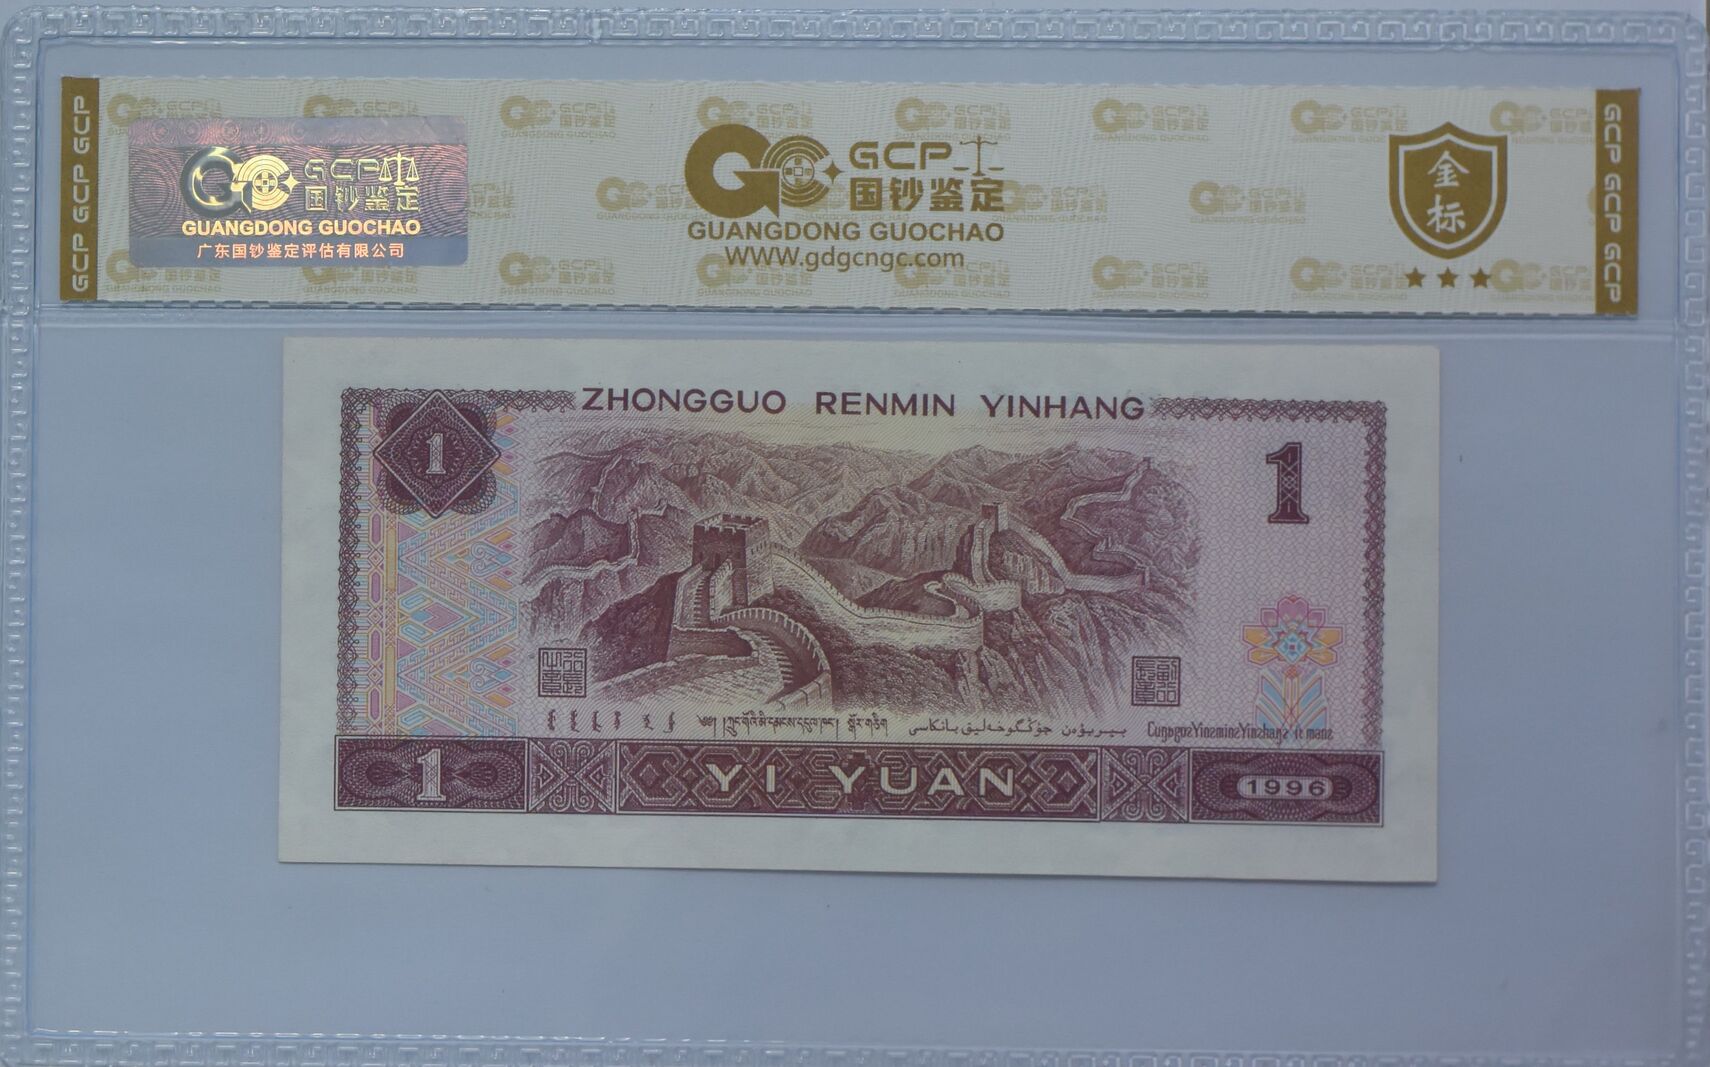 GCP GCP GCP
GCP
国钞鉴定
GUANGDONG GUOCHAO
广东国钞鉴定评估有限公司
GCP
国钞鉴定
GUANGDONG GUOCHAO
WWW.gdgcngc.com
金标
GCP GCP GCP
ZHONGGUO RENMIN YINHANG
1
1
1
YI YUAN
1996